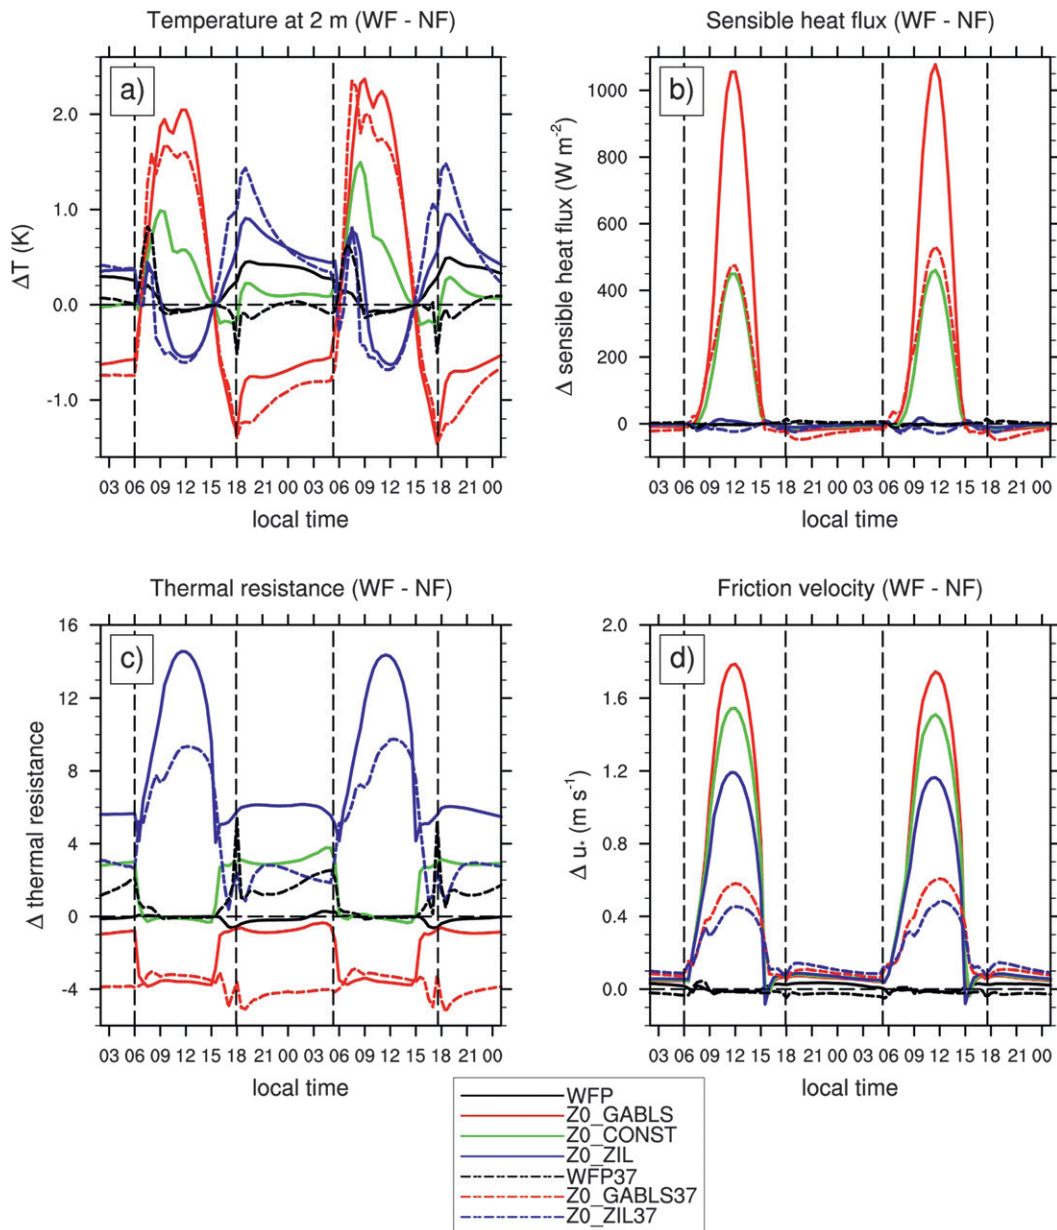 Temperature at 2 m (WF - NF)
a)
2.0
1.0
0.0
-1.0
ΔT (K)
03 06 09 12 15 18 21 00 03 06 09 12 15 18 21 00
local time
Sensible heat flux (WF - NF)
b)
1000
800
600
400
200
0
Δ sensible heat flux (W m⁻²)
03 06 09 12 15 18 21 00 03 06 09 12 15 18 21 00
local time
Thermal resistance (WF - NF)
c)
16
12
8
4
0
-4
Δ thermal resistance
03 06 09 12 15 18 21 00 03 06 09 12 15 18 21 00
local time
Friction velocity (WF - NF)
d)
2.0
1.6
1.2
0.8
0.4
0.0
Δ u* (m s⁻¹)
03 06 09 12 15 18 21 00 03 06 09 12 15 18 21 00
local time
WFP
Z0_GABLS
Z0_CONST
Z0_ZIL
WFP37
Z0_GABLS37
Z0_ZIL37